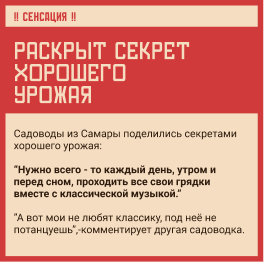 !! СЕНСАЦИЯ !!
РАСКРЫТ СЕКРЕТ
ХОРОШЕГО
УРОЖАЯ
Садоводы из Самары поделились секретами
хорошего урожая:
“Нужно всего - то каждый день, утром и
перед сном, проходить все свои грядки
вместе с классической музыкой.”
“А вот мои не любят классику, под неё не
потанцуешь”,-комментирует другая садоводка.